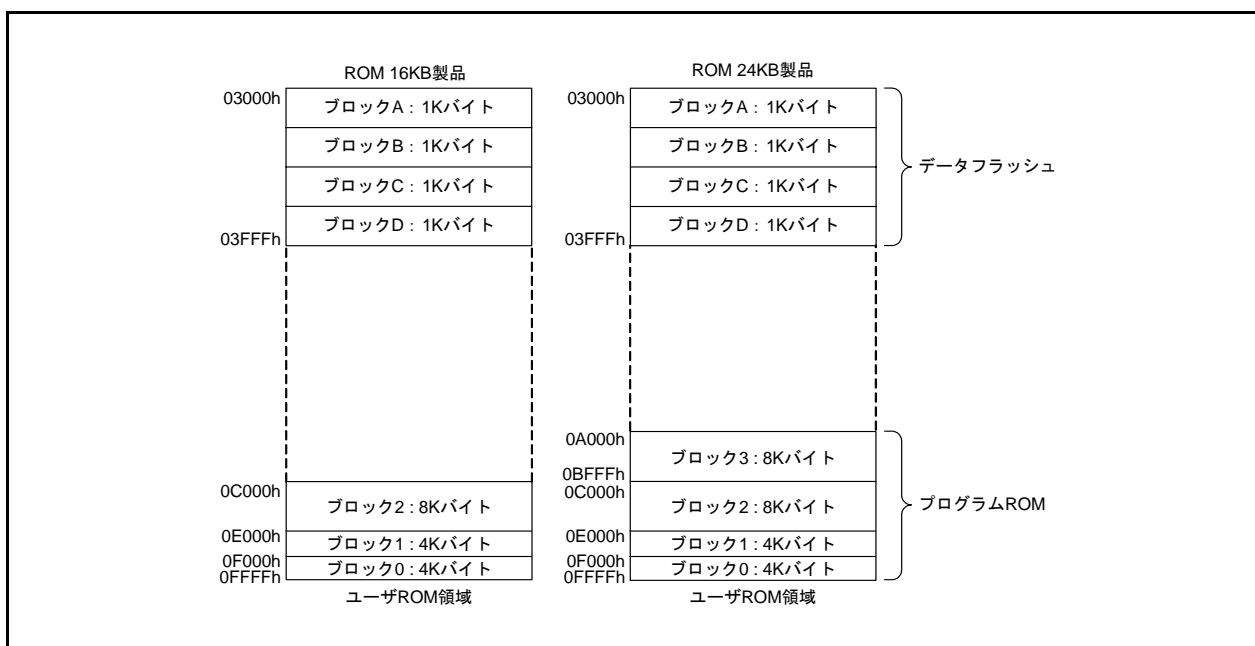 ROM 16KB製品
03000h
ブロックA : 1Kバイト
ブロックB : 1Kバイト
ブロックC : 1Kバイト
ブロックD : 1Kバイト
03FFFh
0C000h
ブロック2 : 8Kバイト
0E000h
ブロック1 : 4Kバイト
0F000h
ブロック0 : 4Kバイト
0FFFFh
ユーザROM領域
ROM 24KB製品
03000h
ブロックA : 1Kバイト
ブロックB : 1Kバイト
ブロックC : 1Kバイト
ブロックD : 1Kバイト
03FFFh
データフラッシュ
0A000h
ブロック3 : 8Kバイト
0BFFFh
0C000h
ブロック2 : 8Kバイト
0E000h
ブロック1 : 4Kバイト
0F000h
ブロック0 : 4Kバイト
0FFFFh
プログラムROM
ユーザROM領域